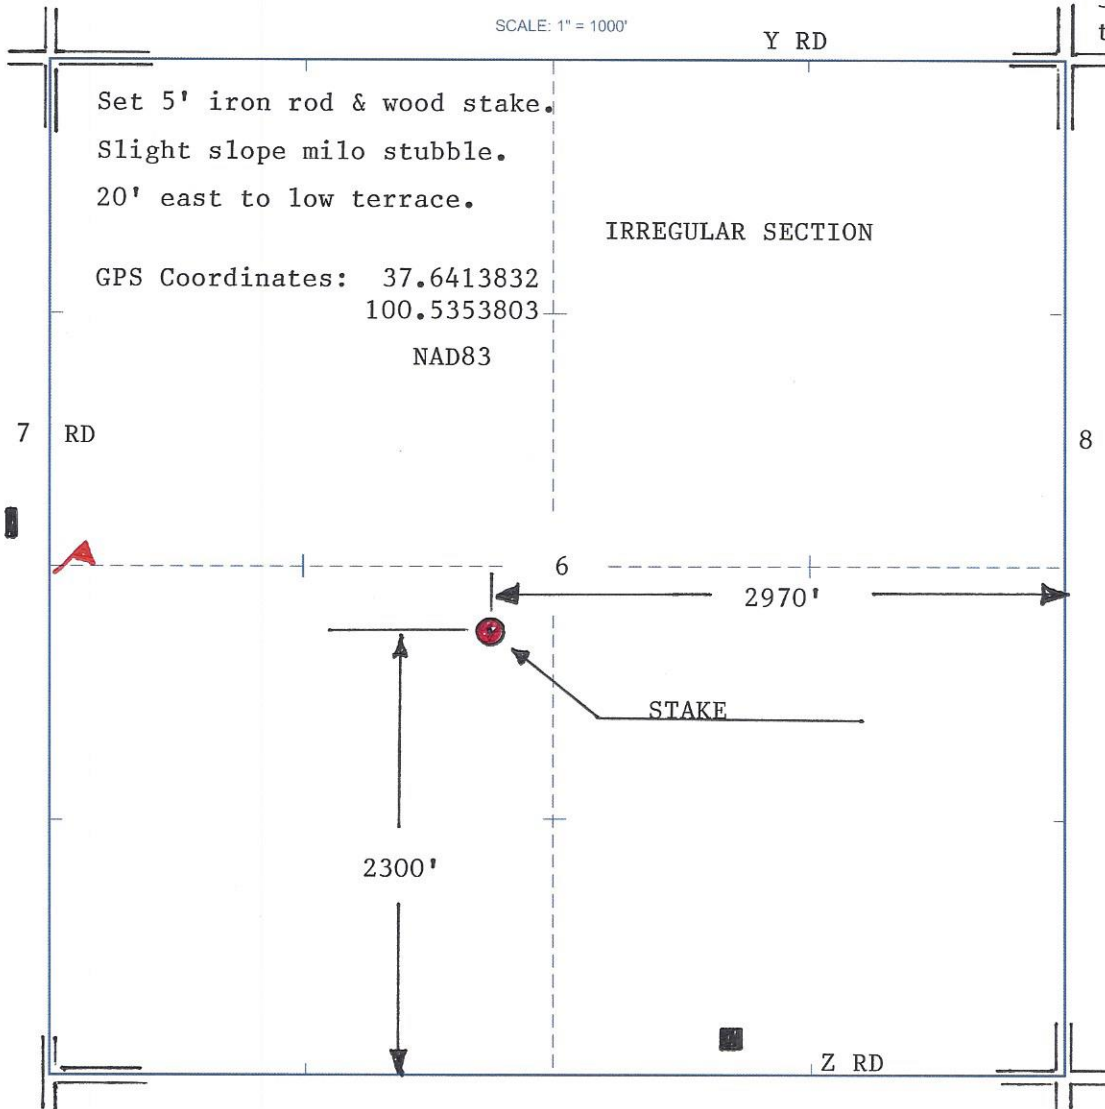 SCALE: 1" = 1000'
Y RD
Set 5' iron rod & wood stake.
Slight slope milo stubble.
20' east to low terrace.
IRREGULAR SECTION
GPS Coordinates: 37.6413832
100.5353803
NAD83
7 RD
8
6
2970'
STAKE
2300'
Z RD